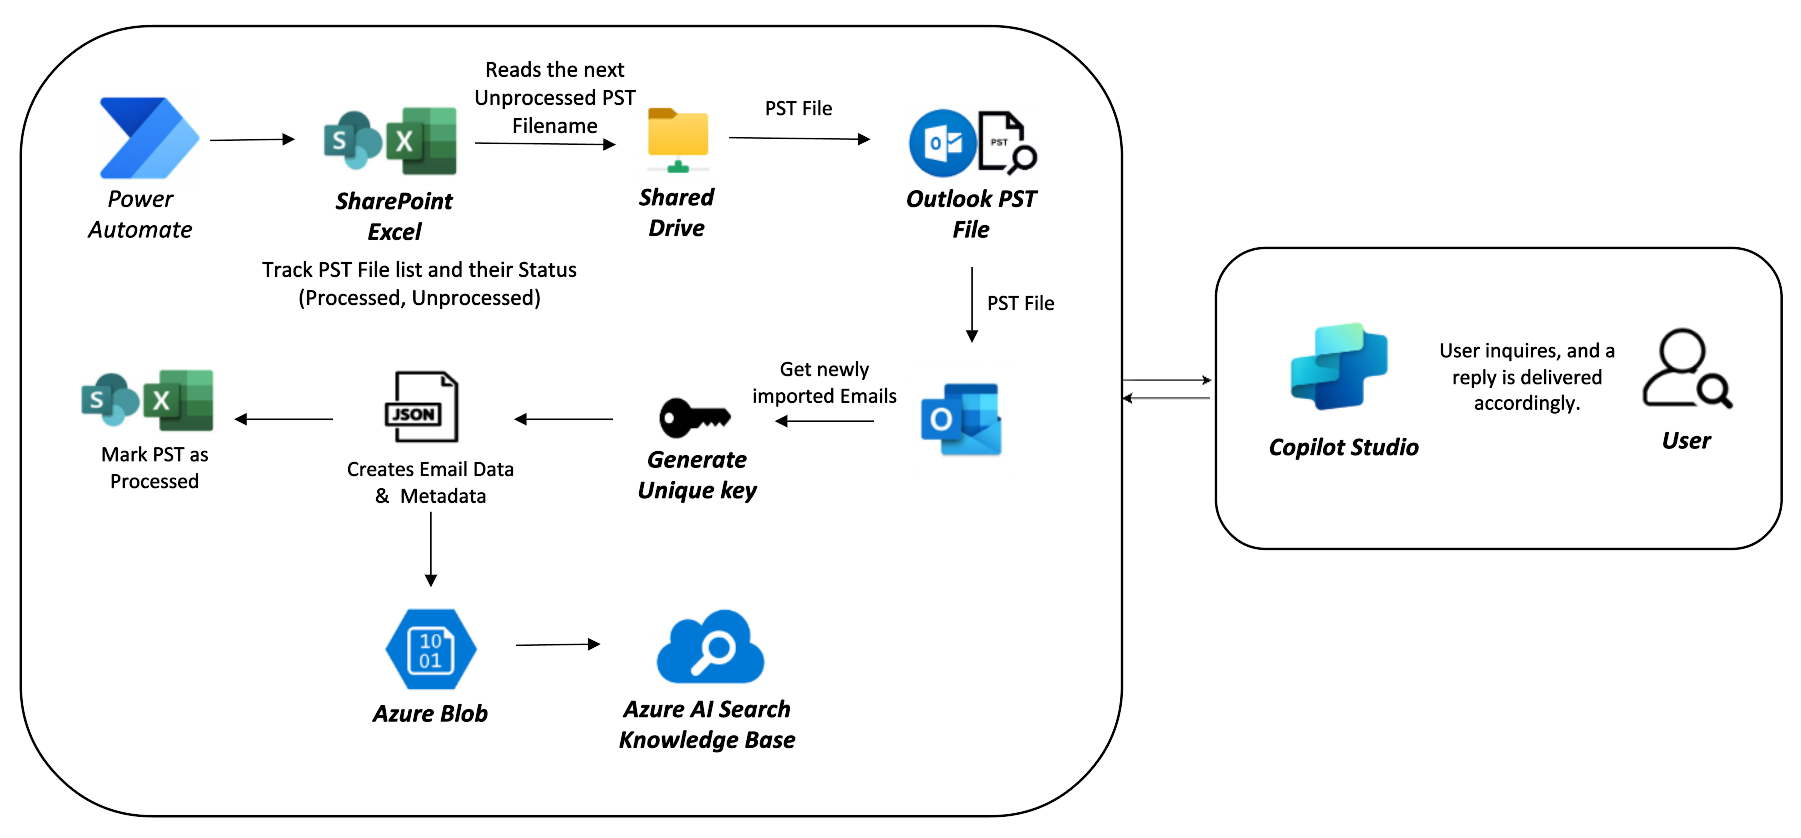 Reads the next
Unprocessed PST
Filename
PST File
S
X
O
PST
Power
Automate
SharePoint
Excel
Shared
Drive
Outlook PST
File
Track PST File list and their Status
(Processed, Unprocessed)
PST File
Get newly
imported Emails
S
X
JSON
O
Mark PST as
Processed
Creates Email Data
& Metadata
Generate
Unique key
User inquires, and a
reply is delivered
accordingly.
Copilot Studio
User
10
01
Azure Blob
Azure AI Search
Knowledge Base